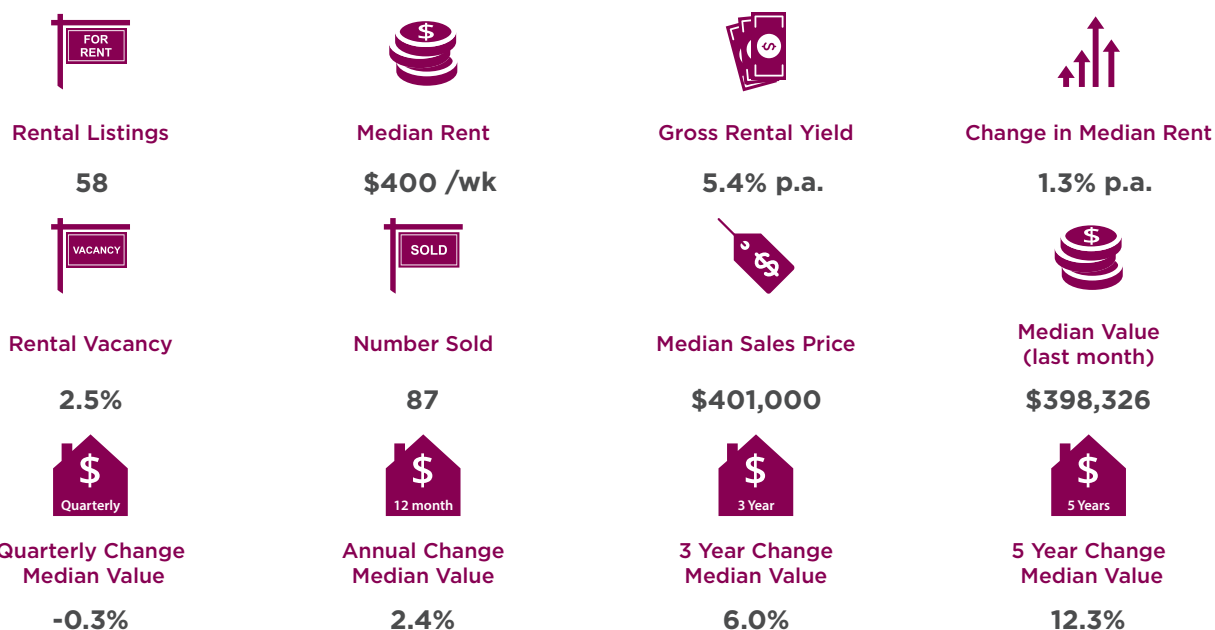 FOR
RENT
$
Rental Listings
Median Rent
Gross Rental Yield
Change in Median Rent
58
$400 /wk
5.4% p.a.
1.3% p.a.
VACANCY
SOLD
$
$
Rental Vacancy
Number Sold
Median Sales Price
Median Value
(last month)
2.5%
87
$401,000
$398,326
$
Quarterly
$
12 month
$
3 Year
$
5 Years
Quarterly Change
Median Value
Annual Change
Median Value
3 Year Change
Median Value
5 Year Change
Median Value
-0.3%
2.4%
6.0%
12.3%